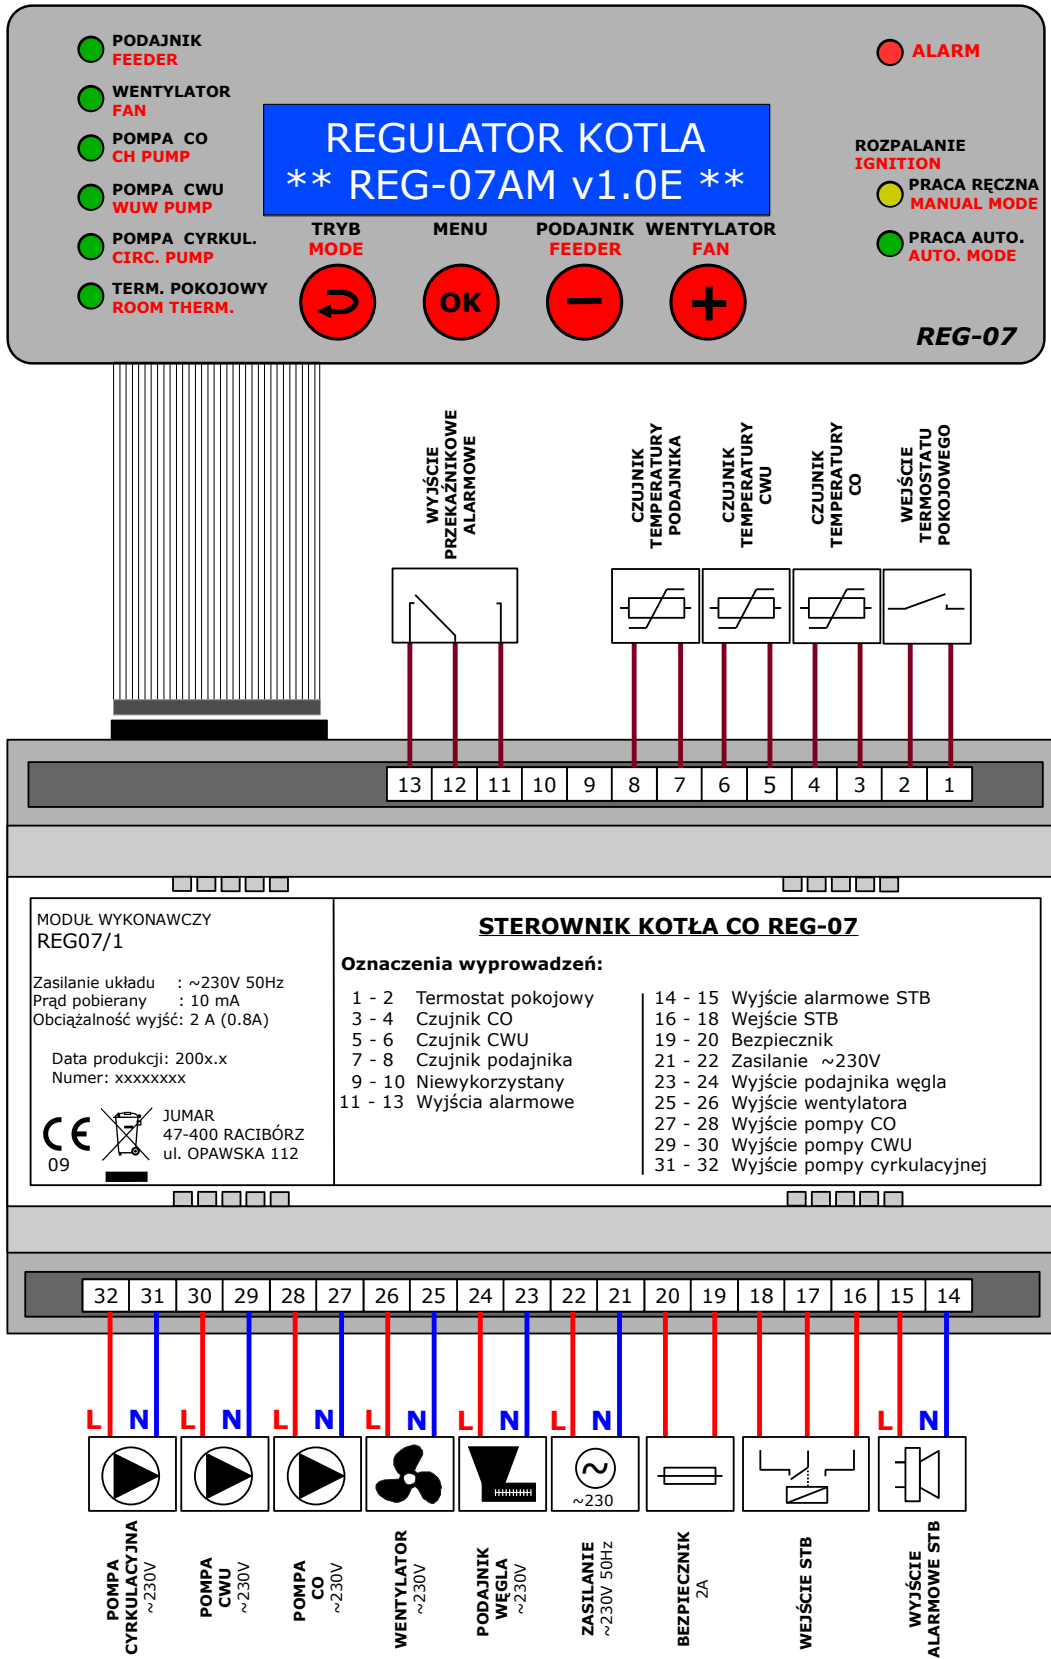 PODAJNIK
FEEDER
WENTYLATOR
FAN
POMPA CO
CH PUMP
POMPA CWU
WUW PUMP
POMPA CYRKUL.
CIRC. PUMP
TERM. POKOJOWY
ROOM THERM.
REGULATOR KOTLA
** REG-07AM v1.0E **
TRYB
MODE
MENU
PODAJNIK
FEEDER
WENTYLATOR
FAN
OK
ALARM
ROZPALANIE
IGNITION
PRACA RĘCZNA
MANUAL MODE
PRACA AUTO.
AUTO. MODE
REG-07
WYJŚCIE
PRZEKAŹNIKOWE
ALARMOWE
CZUJNIK
TEMPERATURY
PODAJNIKA
CZUJNIK
TEMPERATURY
CWU
CZUJNIK
TEMPERATURY
CO
WEJŚCIE
TERMOSTATU
POKOJOWEGO
13 12 11 10 9 8 7 6 5 4 3 2 1
MODUŁ WYKONAWCZY
REG07/1
Zasilanie układu : ~230V 50Hz
Prąd pobierany : 10 mA
Obciążalność wyjść: 2 A (0.8A)
Data produkcji: 200x.x
Numer: xxxxxxxx
CE
09
JUMAR
47-400 RACIBÓRZ
ul. OPAWSKA 112
STEROWNIK KOTŁA CO REG-07
Oznaczenia wyprowadzeń:
1 - 2 Termostat pokojowy
3 - 4 Czujnik CO
5 - 6 Czujnik CWU
7 - 8 Czujnik podajnika
9 - 10 Niewykorzystany
11 - 13 Wyjścia alarmowe
14 - 15 Wyjście alarmowe STB
16 - 18 Wejście STB
19 - 20 Bezpiecznik
21 - 22 Zasilanie ~230V
23 - 24 Wyjście podajnika węgla
25 - 26 Wyjście wentylatora
27 - 28 Wyjście pompy CO
29 - 30 Wyjście pompy CWU
31 - 32 Wyjście pompy cyrkulacyjnej
32 31 30 29 28 27 26 25 24 23 22 21 20 19 18 17 16 15 14
L N L N L N L N L N L N L N
~230
POMPA
CYRKULACYJNA
~230V
POMPA
CWU
~230V
POMPA
CO
~230V
WENTYLATOR
~230V
PODAJNIK
WĘGLA
~230V
ZASILANIE
~230V 50Hz
BEZPIECZNIK
2A
WEJŚCIE STB
WYJŚCIE
ALARMOWE STB